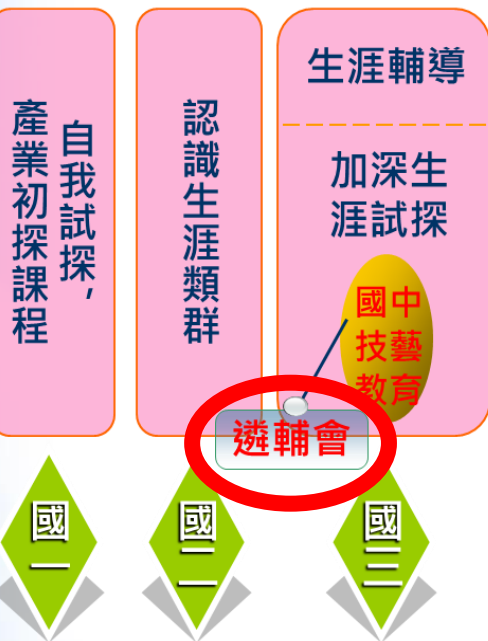 自我試探，
產業初探課程
認識生涯類群
生涯輔導
加深生
涯試探
國中
技藝
教育
遴輔會
國一
國二
國三